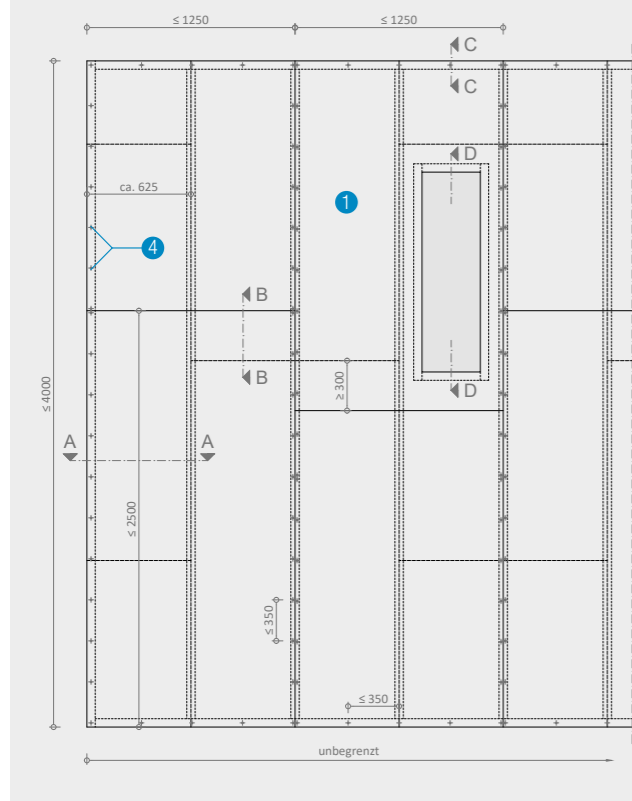 ≤ 1250 ≤ 1250
C
C
D
ca. 625
1
4
B
B
≤ 4000
≥ 300
D
A A
≤ 2500
≤ 350
≤ 350
unbegrenzt